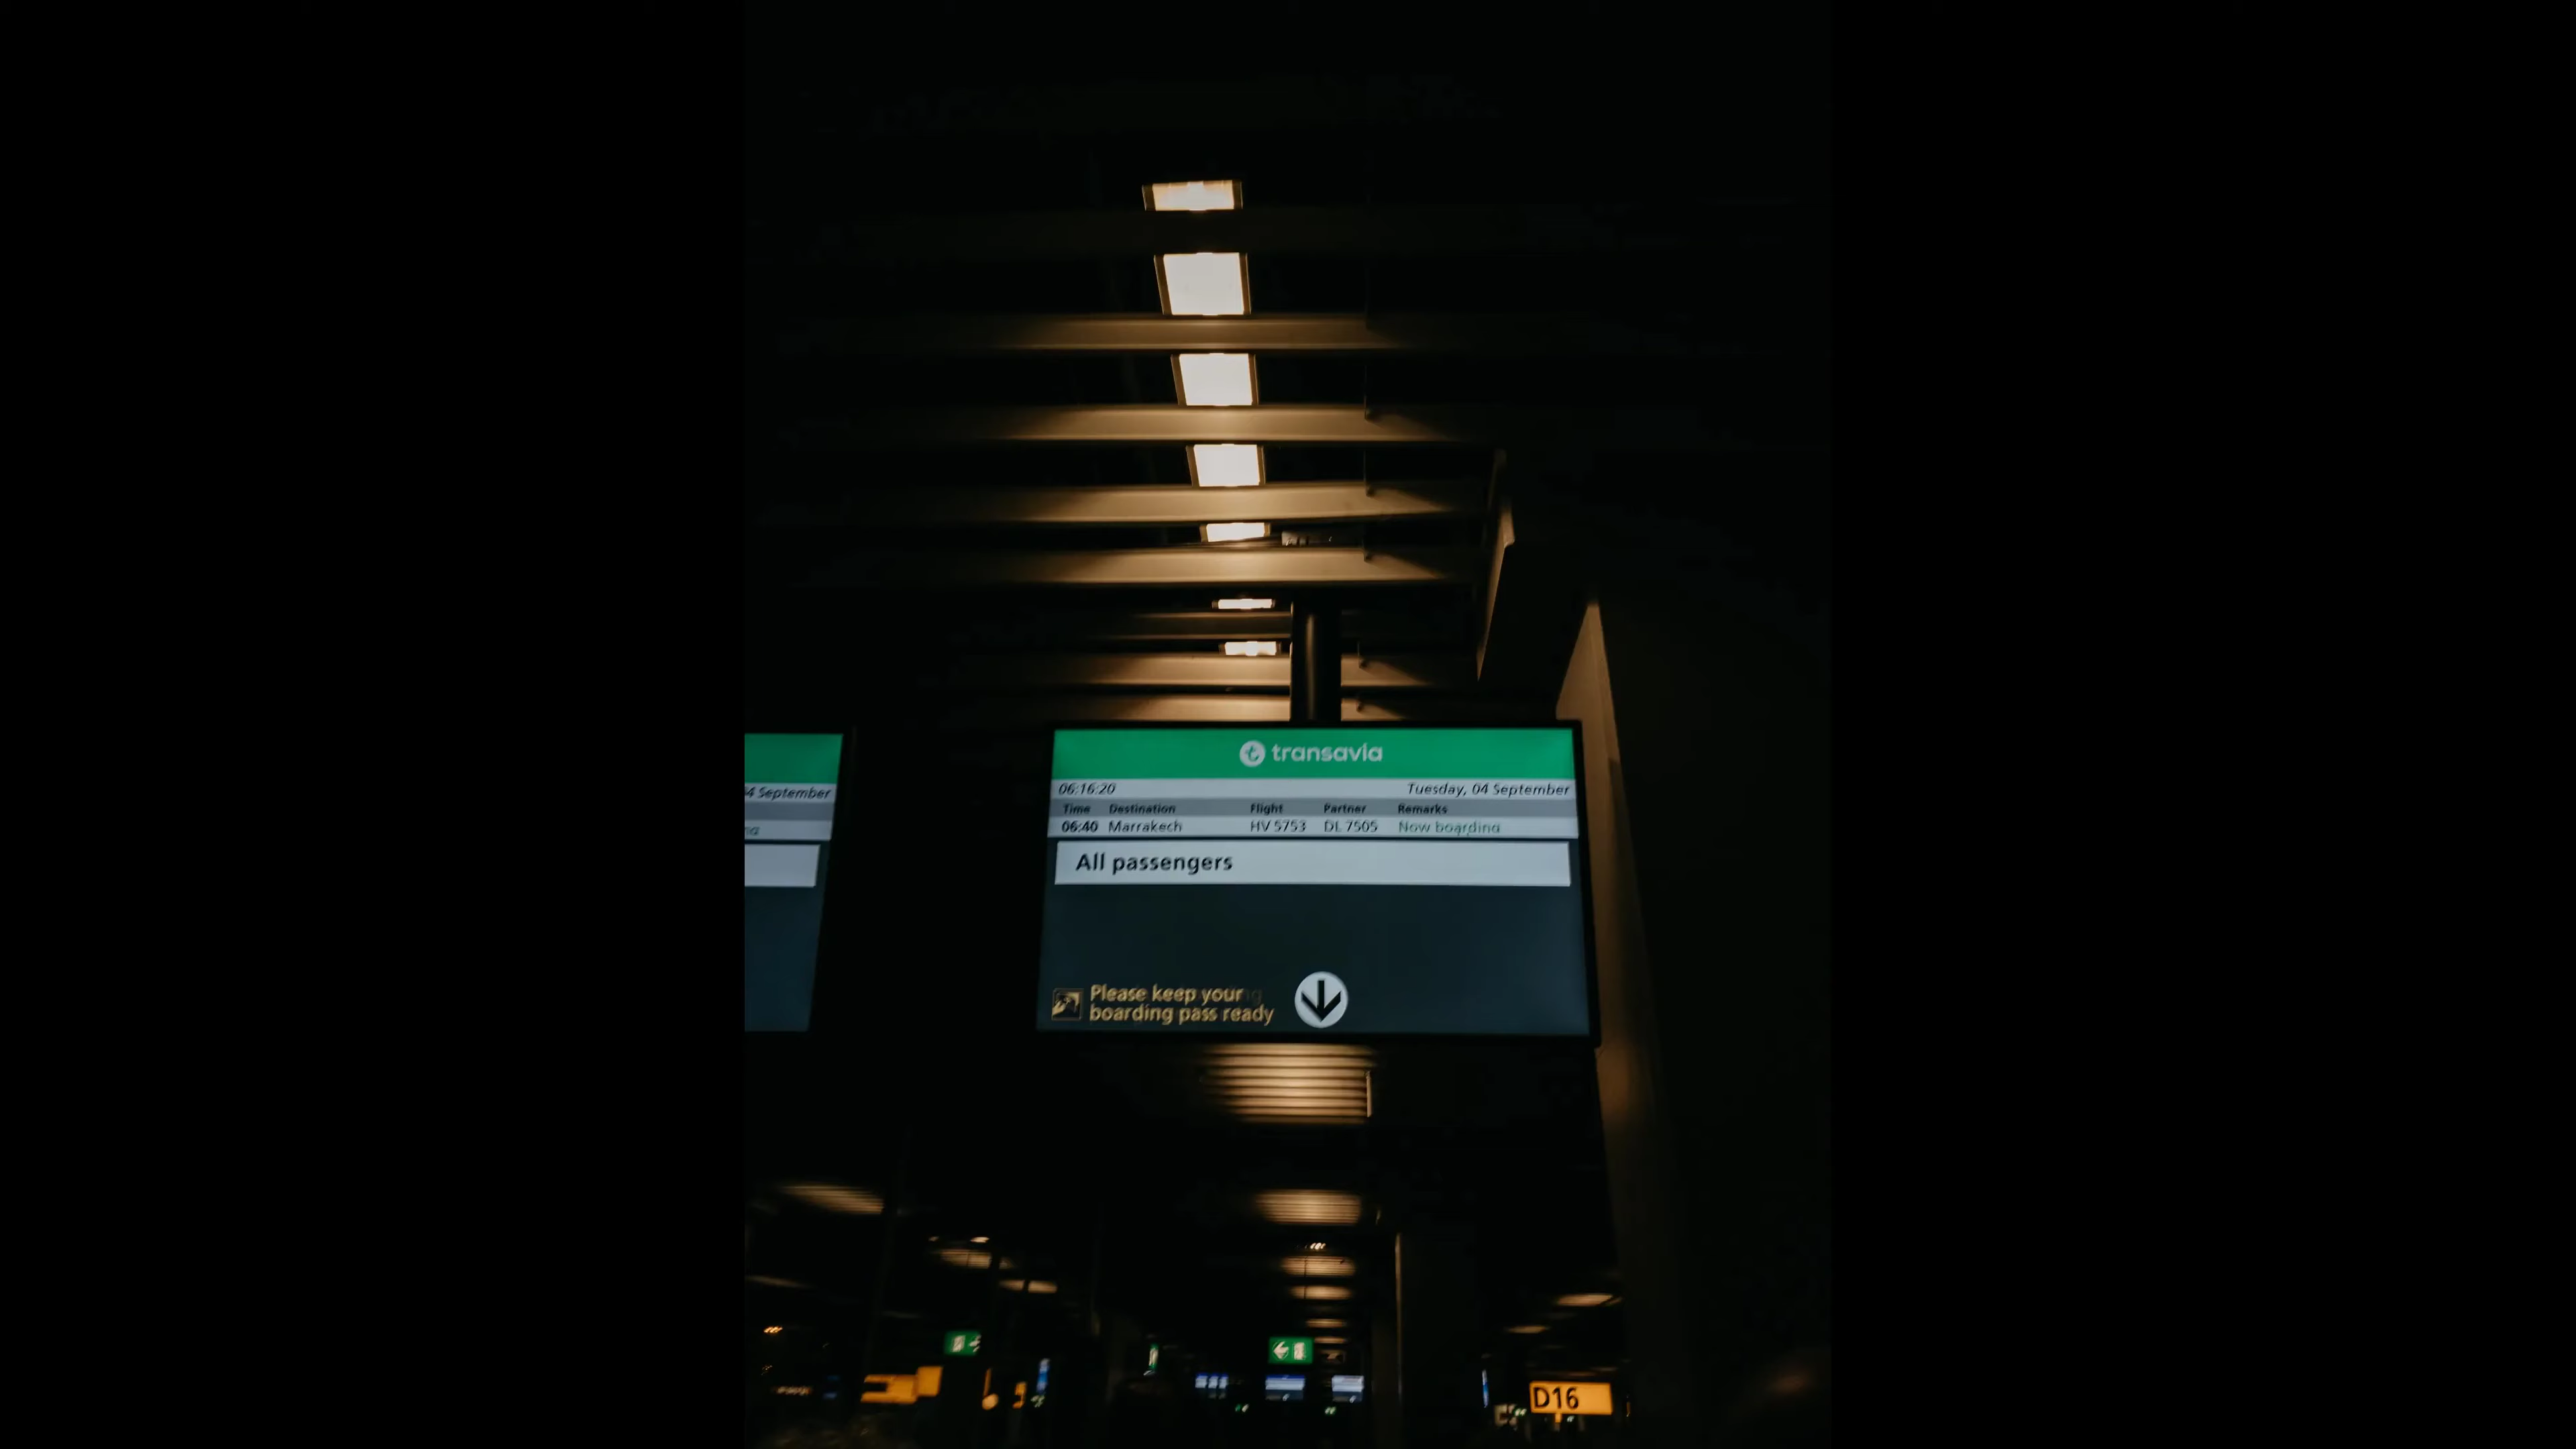 4 September
transavia
06:16:20 Tuesday, 04 September
Time Destination Flight Partner Remarks
06:40 Marrakech HV 5753 DL 7505 Now boarding
All passengers
Please keep your
boarding pass ready
D16